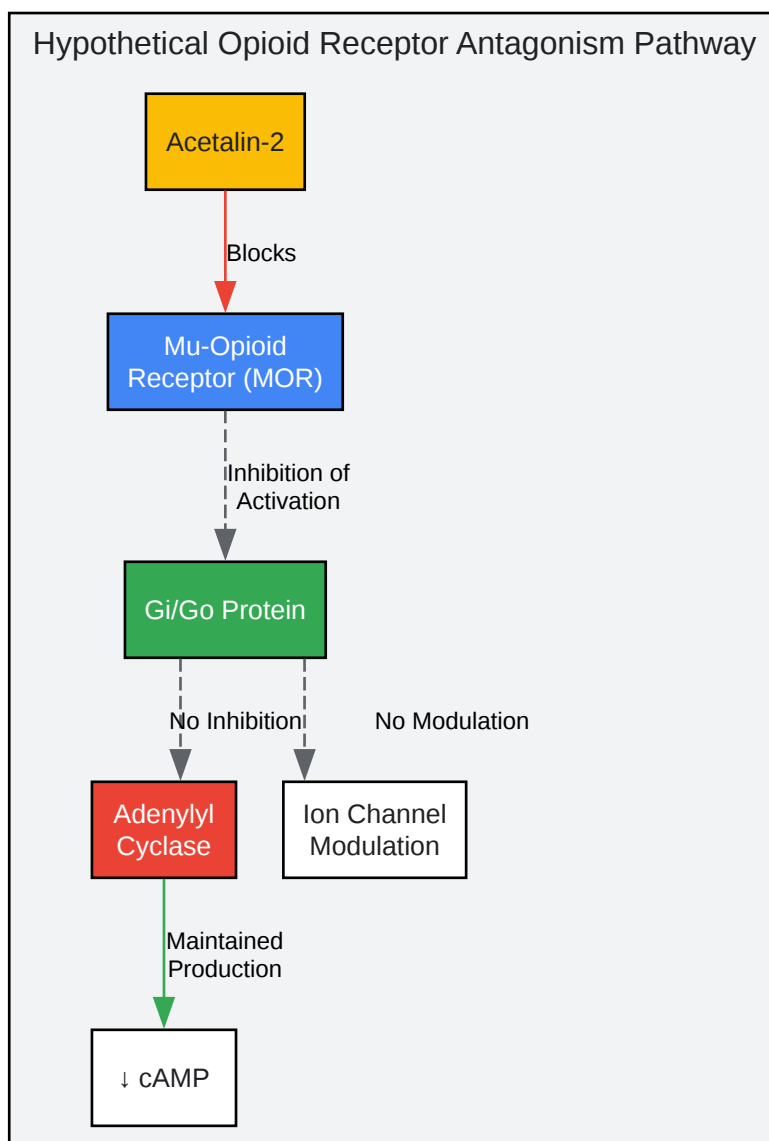 Hypothetical Opioid Receptor Antagonism Pathway
Acetalin-2
Blocks
Mu-Opioid
Receptor (MOR)
Inhibition of
Activation
Gi/Go Protein
No Inhibition
No Modulation
Adenylyl
Cyclase
Ion Channel
Modulation
Maintained
Production
↓ cAMP